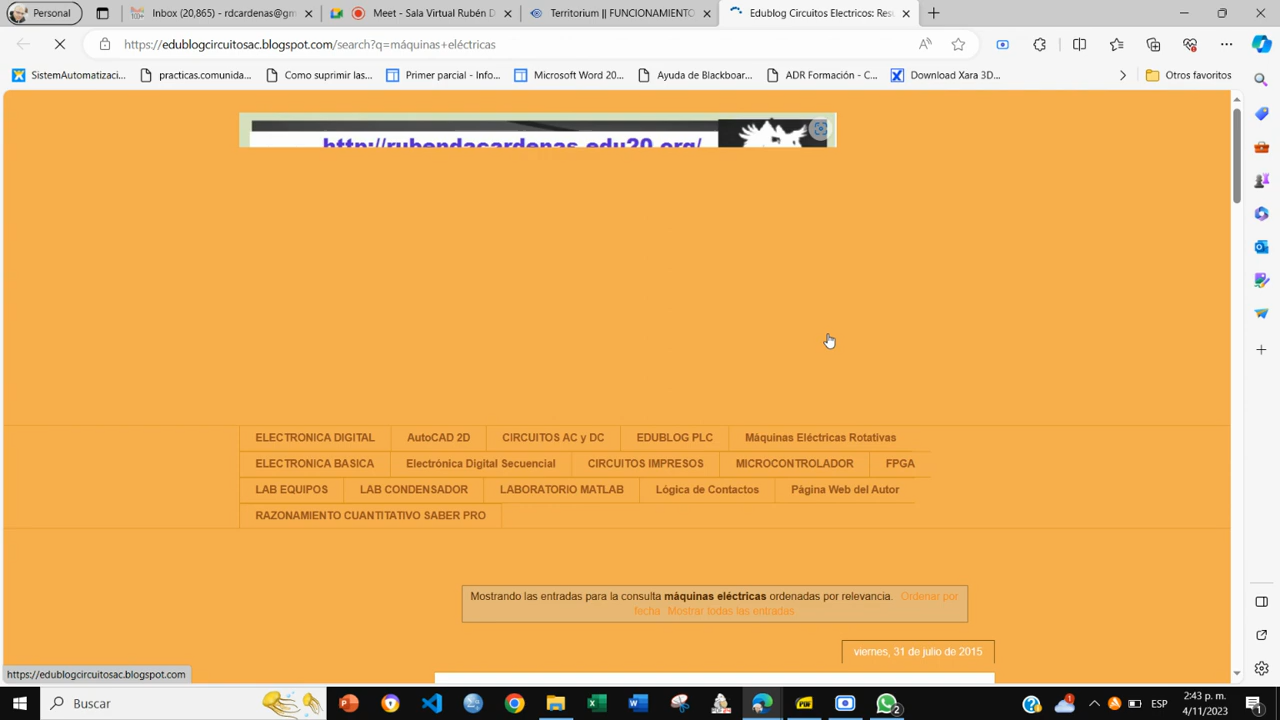 Personal
Inbox (20,865) - rdcardenas@gm
Meet - Sala Virtual Rubén D
Territorium || FUNCIONAMIENTO
Edublog Circuitos Electricos: Res
https://edublogcircuitosac.blogspot.com/search?q=máquinas+eléctricas
SistemAutomatizaci...
practicas.comunida...
Como suprimir las...
Primer parcial - Info...
Microsoft Word 20...
Ayuda de Blackboar...
ADR Formación - C...
Download Xara 3D...
Otros favoritos
http://rubendacardenas.edu20.org/
ELECTRONICA DIGITAL AutoCAD 2D CIRCUITOS AC y DC EDUBLOG PLC Máquinas Eléctricas Rotativas
ELECTRONICA BASICA Electrónica Digital Secuencial CIRCUITOS IMPRESOS MICROCONTROLADOR FPGA
LAB EQUIPOS LAB CONDENSADOR LABORATORIO MATLAB Lógica de Contactos Página Web del Autor
RAZONAMIENTO CUANTITATIVO SABER PRO
Mostrando las entradas para la consulta máquinas eléctricas ordenadas por relevancia. Ordenar por
fecha Mostrar todas las entradas
viernes, 31 de julio de 2015
https://edublogcircuitosac.blogspot.com
Buscar
2
1
ESP
2:43 p. m.
4/11/2023